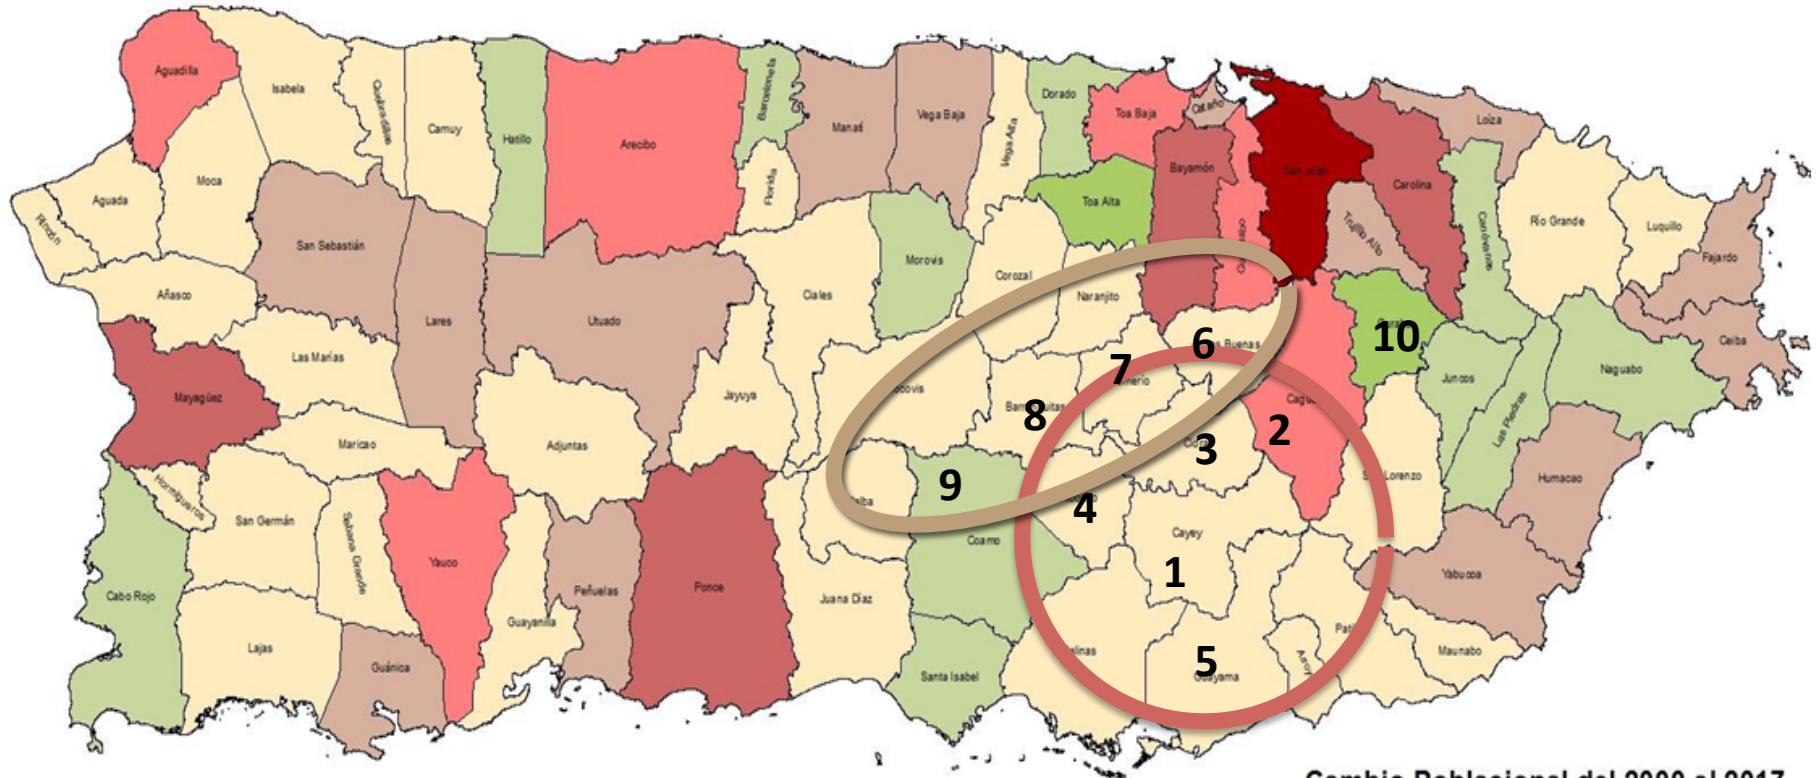 Aguadilla
Isabela
Quebradillas
Camuy
Hatillo
Arecibo
Barceloneta
Manatí
Vega Baja
Vega Alta
Dorado
Toa Baja
Cataño
San Juan
Loíza
Aguada
Moca
Rincón
San Sebastián
Florida
Toa Alta
Bayamón
Carolina
Trujillo Alto
Canóvanas
Río Grande
Luquillo
Fajardo
Añasco
Lares
Utuado
Ciales
Morovis
Corozal
Naranjito
Ceiba
Las Marías
Mayagüez
Maricao
Adjuntas
Jayuya
6
Buenas
7
8
10
Juncos
Las Piedras
Naguabo
Humacao
Hormigueros
San Germán
Sabana Grande
Yauco
9
3
2
4
Lorenzo
Coamo
Cayey
1
Cabo Rojo
Guayanilla
Peñuelas
Ponce
Juana Díaz
Yabucoa
Lajas
Guánica
Santa Isabel
5
Maunabo